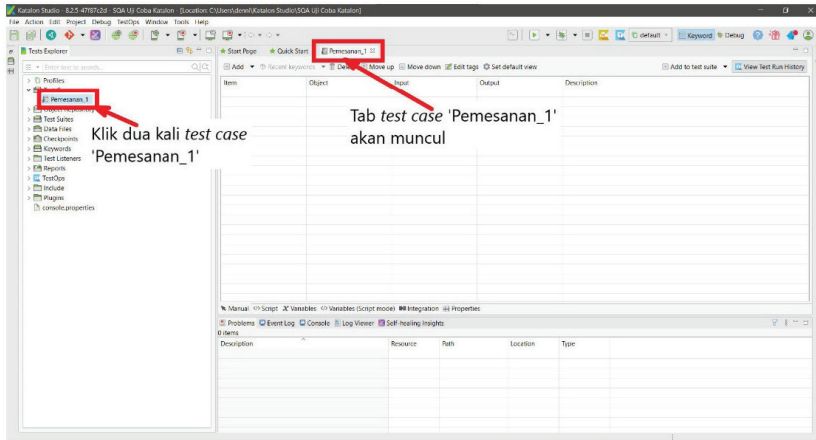 Katalon Studio - 8.2.5 - SQA Uji Coba Katalon - [Location: C:\Users\denni\Katalon Studio\SQA Uji Coba Katalon]
File Action Edit Project Debug TestOps Window Tools Help
default
Keyword
Debug
Tests Explorer
Enter text to search...
Profiles
Pemesanan_1
Test Suites
Data Files
Checkpoints
Keywords
Test Listeners
Reports
TestOps
Include
Plugins
console.properties
Klik dua kali test case
'Pemesanan_1'
Start Page
Quick Start
Pemesanan_1
Add
Recent keywords
Move up
Move down
Edit tags
Set default view
Add to test suite
View Test Run History
Item
Object
Input
Output
Description
Tab test case 'Pemesanan_1'
akan muncul
Manual
Script
Variables
Variables (Script mode)
Integration
Properties
Problems
Event Log
Console
Log Viewer
Self-healing Insights
0 items
Description
Resource
Path
Location
Type